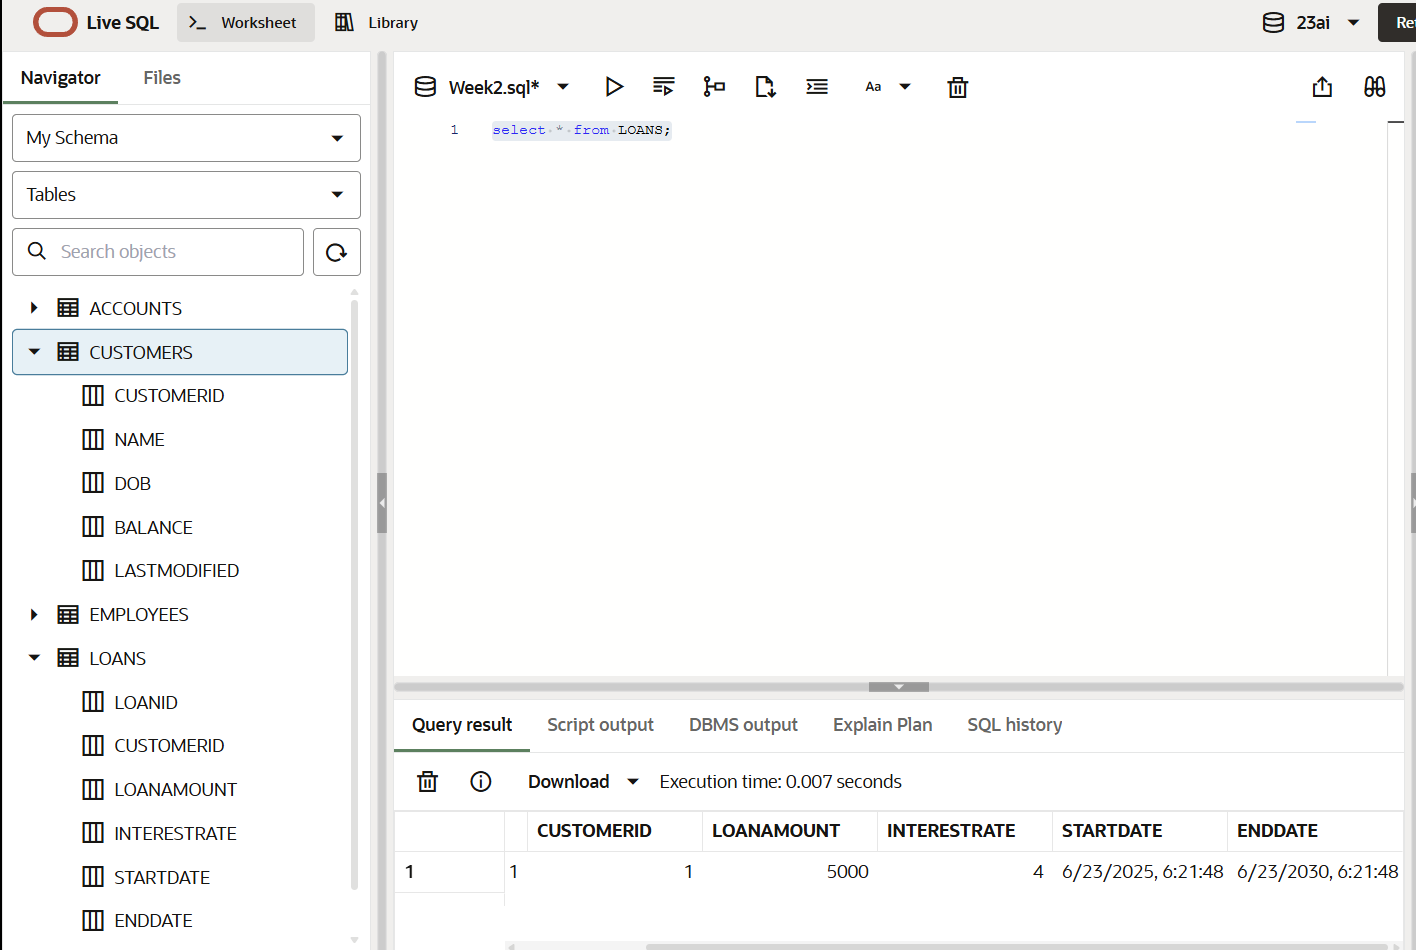 Live SQL
Worksheet
Library
23ai
Navigator
Files
My Schema
Tables
Search objects
ACCOUNTS
CUSTOMERS
CUSTOMERID
NAME
DOB
BALANCE
LASTMODIFIED
EMPLOYEES
LOANS
LOANID
CUSTOMERID
LOANAMOUNT
INTERESTRATE
STARTDATE
ENDDATE
Week2.sql*
Aa
1 select * from LOANS;
Query result Script output DBMS output Explain Plan SQL history
Download Execution time: 0.007 seconds
CUSTOMERID LOANAMOUNT INTERESTRATE STARTDATE ENDDATE
1 1 1 5000 4 6/23/2025, 6:21:48 6/23/2030, 6:21:48